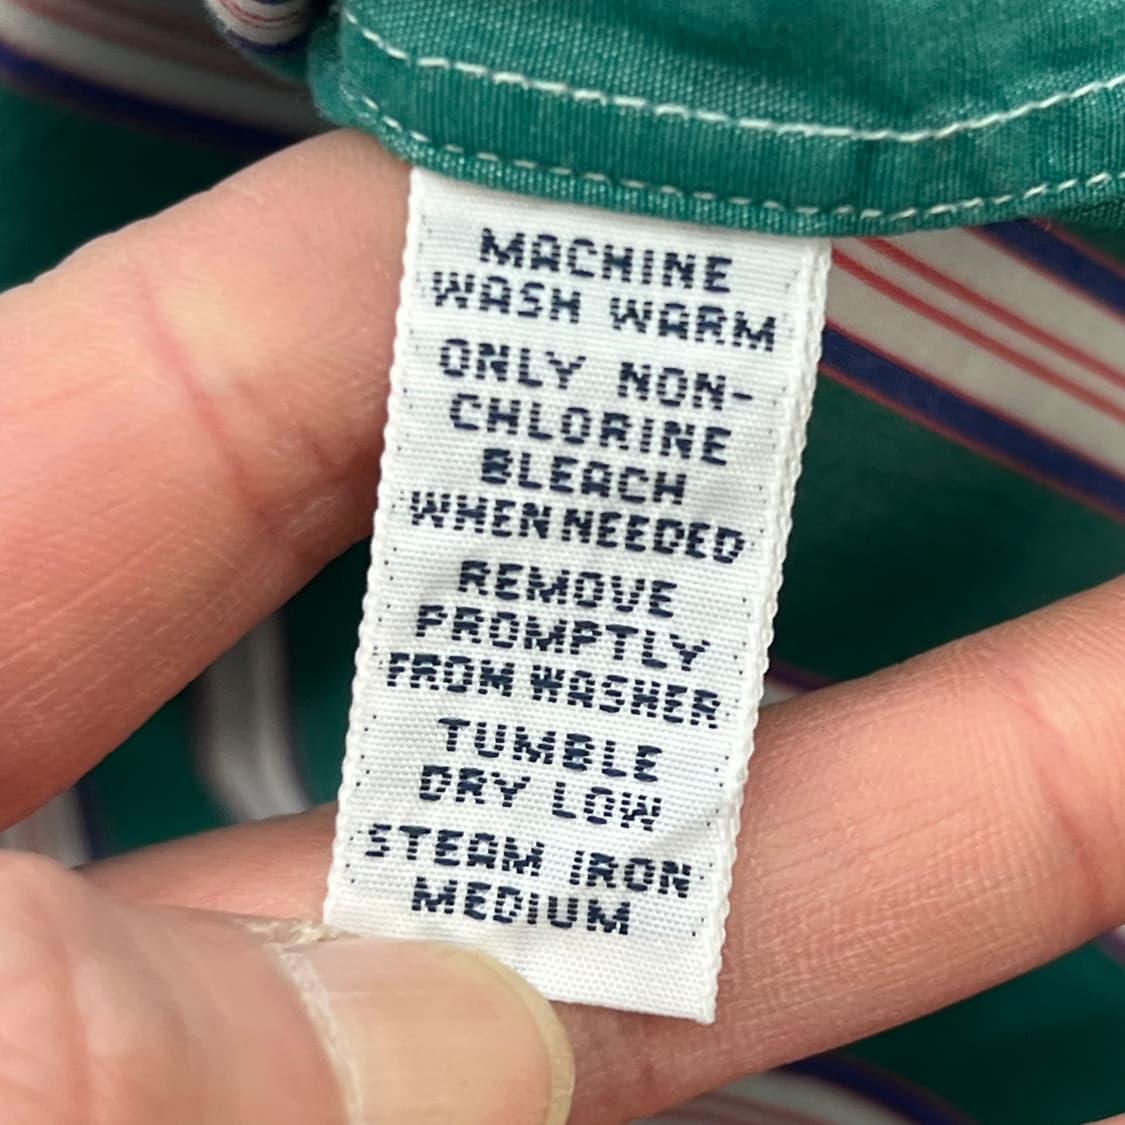 MACHINE
WASH WARM
ONLY NON-
CHLORINE
BLEACH
WHEN NEEDED
REMOVE
PROMPTLY
FROM WASHER
TUMBLE
DRY LOW
STEAM IRON
MEDIUM